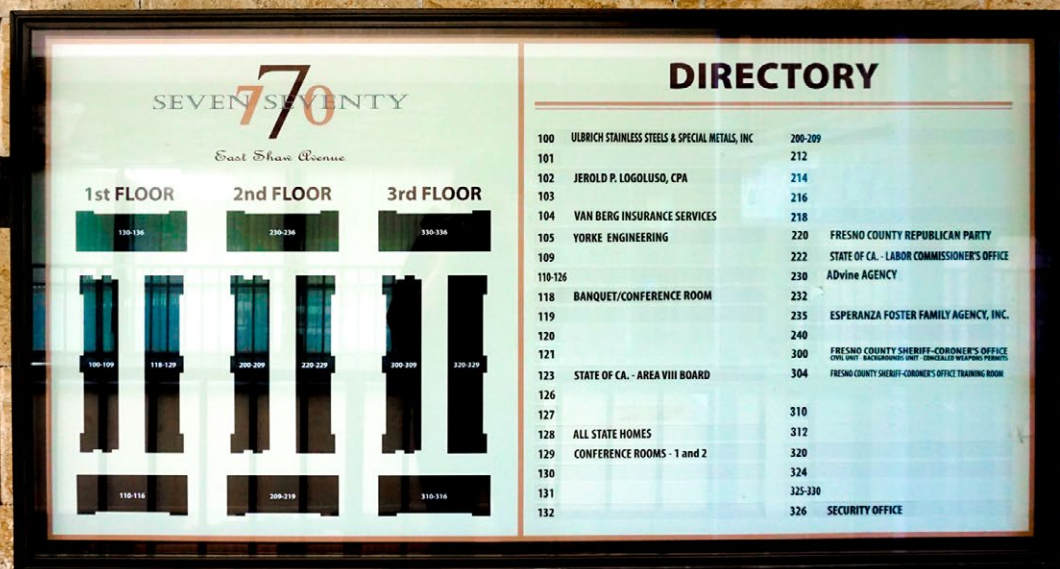 770
SEVEN SEVENTY
East Shaw Avenue
1st FLOOR
130-136
100-109
118-129
110-116
2nd FLOOR
230-236
200-209
220-229
209-219
3rd FLOOR
330-336
300-309
320-329
310-316
DIRECTORY
100 ULBRICH STAINLESS STEELS & SPECIAL METALS, INC
101
102 JEROLD P. LOGOLUSO, CPA
103
104 VAN BERG INSURANCE SERVICES
105 YORKE ENGINEERING
109
110-126
118 BANQUET/CONFERENCE ROOM
119
120
121
123 STATE OF CA. - AREA VIII BOARD
126
127
128 ALL STATE HOMES
129 CONFERENCE ROOMS - 1 and 2
130
131
132
200-209
212
214
216
218
220 FRESNO COUNTY REPUBLICAN PARTY
222 STATE OF CA. - LABOR COMMISSIONER'S OFFICE
230 ADvine AGENCY
232
235 ESPERANZA FOSTER FAMILY AGENCY, INC.
240
300 FRESNO COUNTY SHERIFF-CORONER'S OFFICE
CIVIL UNIT - BACKGROUNDS UNIT - CONCEALED WEAPONS PERMITS
304 FRESNO COUNTY SHERIFF-CORONER'S OFFICE TRAINING ROOM
310
312
320
324
325-330
326 SECURITY OFFICE